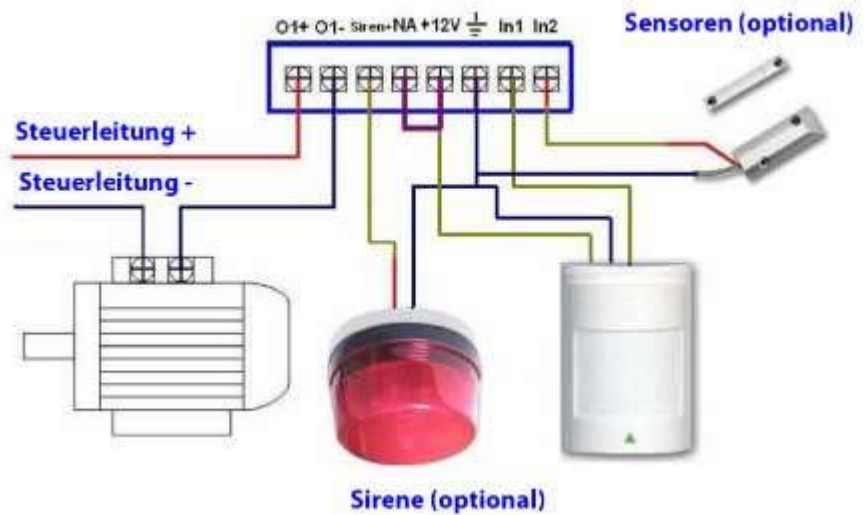 O1+ O1- Siren+ NA +12V In1 In2
Sensoren (optional)
Steuerleitung +
Steuerleitung -
Sirene (optional)